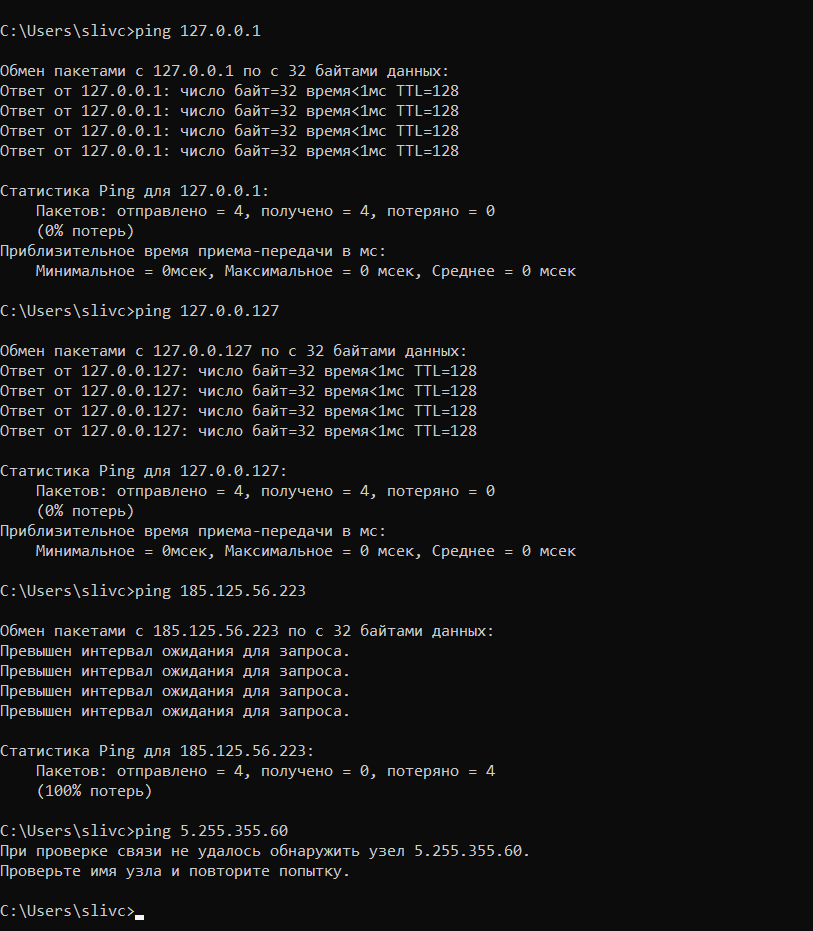 C:\Users\slivc>ping 127.0.0.1
Обмен пакетами с 127.0.0.1 по с 32 байтами данных:
Ответ от 127.0.0.1: число байт=32 время<1мс TTL=128
Ответ от 127.0.0.1: число байт=32 время<1мс TTL=128
Ответ от 127.0.0.1: число байт=32 время<1мс TTL=128
Ответ от 127.0.0.1: число байт=32 время<1мс TTL=128
Статистика Ping для 127.0.0.1:
Пакетов: отправлено = 4, получено = 4, потеряно = 0
(0% потерь)
Приблизительное время приема-передачи в мс:
Минимальное = 0мсек, Максимальное = 0 мсек, Среднее = 0 мсек
C:\Users\slivc>ping 127.0.0.127
Обмен пакетами с 127.0.0.127 по с 32 байтами данных:
Ответ от 127.0.0.127: число байт=32 время<1мс TTL=128
Ответ от 127.0.0.127: число байт=32 время<1мс TTL=128
Ответ от 127.0.0.127: число байт=32 время<1мс TTL=128
Ответ от 127.0.0.127: число байт=32 время<1мс TTL=128
Статистика Ping для 127.0.0.127:
Пакетов: отправлено = 4, получено = 4, потеряно = 0
(0% потерь)
Приблизительное время приема-передачи в мс:
Минимальное = 0мсек, Максимальное = 0 мсек, Среднее = 0 мсек
C:\Users\slivc>ping 185.125.56.223
Обмен пакетами с 185.125.56.223 по с 32 байтами данных:
Превышен интервал ожидания для запроса.
Превышен интервал ожидания для запроса.
Превышен интервал ожидания для запроса.
Превышен интервал ожидания для запроса.
Статистика Ping для 185.125.56.223:
Пакетов: отправлено = 4, получено = 0, потеряно = 4
(100% потерь)
C:\Users\slivc>ping 5.255.355.60
При проверке связи не удалось обнаружить узел 5.255.355.60.
Проверьте имя узла и повторите попытку.
C:\Users\slivc>